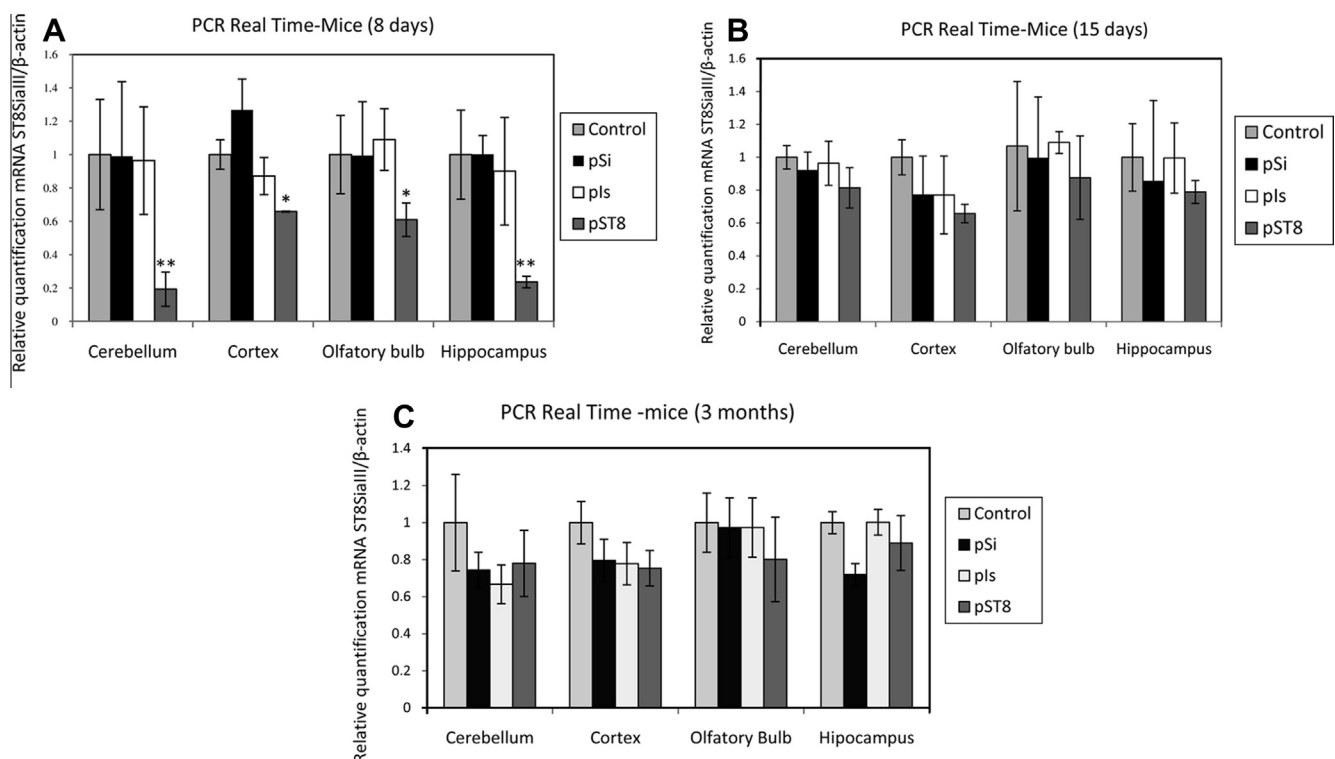 A
PCR Real Time-Mice (8 days)
Relative quantification mRNA ST8SiaIII/β-actin
1.6
1.4
1.2
1
0.8
0.6
0.4
0.2
0
**
*
*
**
Cerebellum Cortex Olfatory bulb Hippocampus
Control
pSi
pIs
pST8
B
PCR Real Time-Mice (15 days)
Relative quantification mRNA ST8SiaIII/β-actin
1.6
1.4
1.2
1
0.8
0.6
0.4
0.2
0
Cerebellum Cortex Olfatory bulb Hippocampus
Control
pSi
pIs
pST8
C
PCR Real Time -mice (3 months)
Relative quantification mRNA ST8SiaIII/β-actin
1.4
1.2
1
0.8
0.6
0.4
0.2
0
Cerebellum Cortex Olfatory Bulb Hipocampus
Control
pSi
pIs
pST8